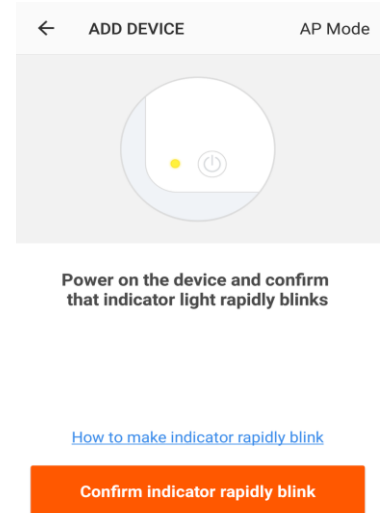 ADD DEVICE AP Mode
Power on the device and confirm
that indicator light rapidly blinks
How to make indicator rapidly blink
Confirm indicator rapidly blink